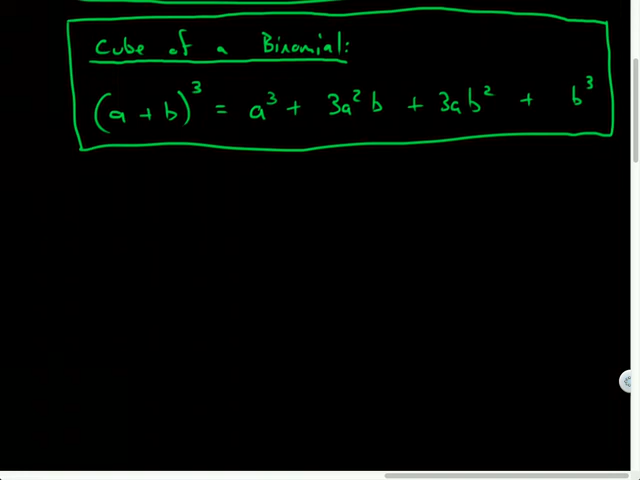 Cube of a Binomial:
(a + b)³ = a³ + 3a²b + 3ab² + b³